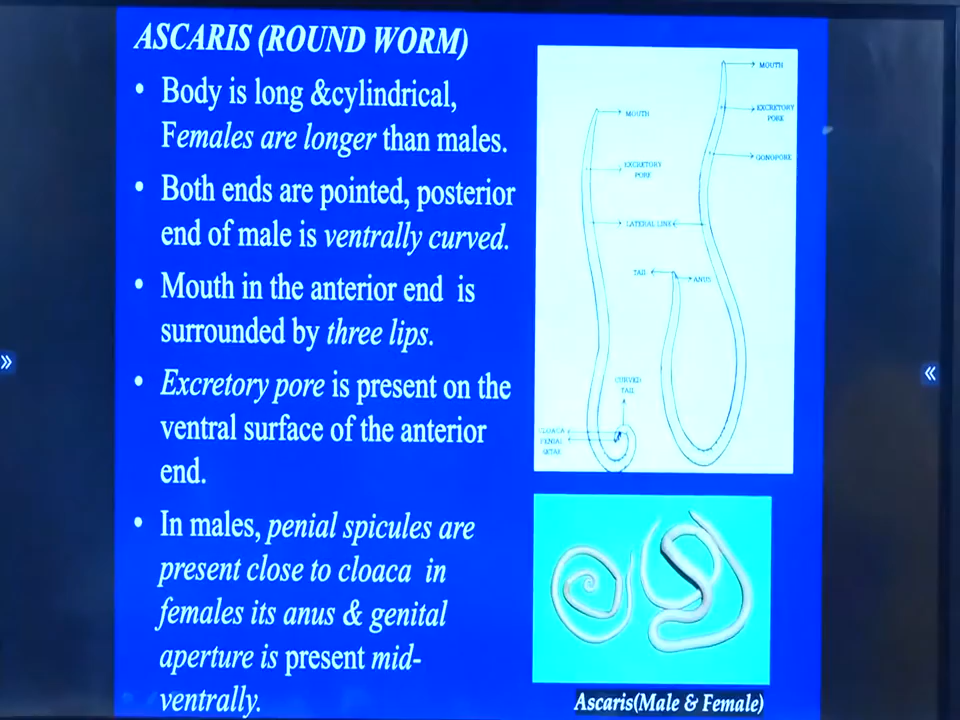 ASCARIS (ROUND WORM)
• Body is long &cylindrical,
Females are longer than males.
• Both ends are pointed, posterior
end of male is ventrally curved.
• Mouth in the anterior end is
surrounded by three lips.
• Excretory pore is present on the
ventral surface of the anterior
end.
• In males, penial spicules are
present close to cloaca in
females its anus & genital
aperture is present mid-
ventrally.
MOUTH
EXCRETORY
PORE
GONOPORE
MOUTH
EXCRETORY
PORE
LATERAL LINE
TAIL
ANUS
CURVED
TAIL
CLOACA
PENIAL
SETAE
Ascaris(Male & Female)
»
«